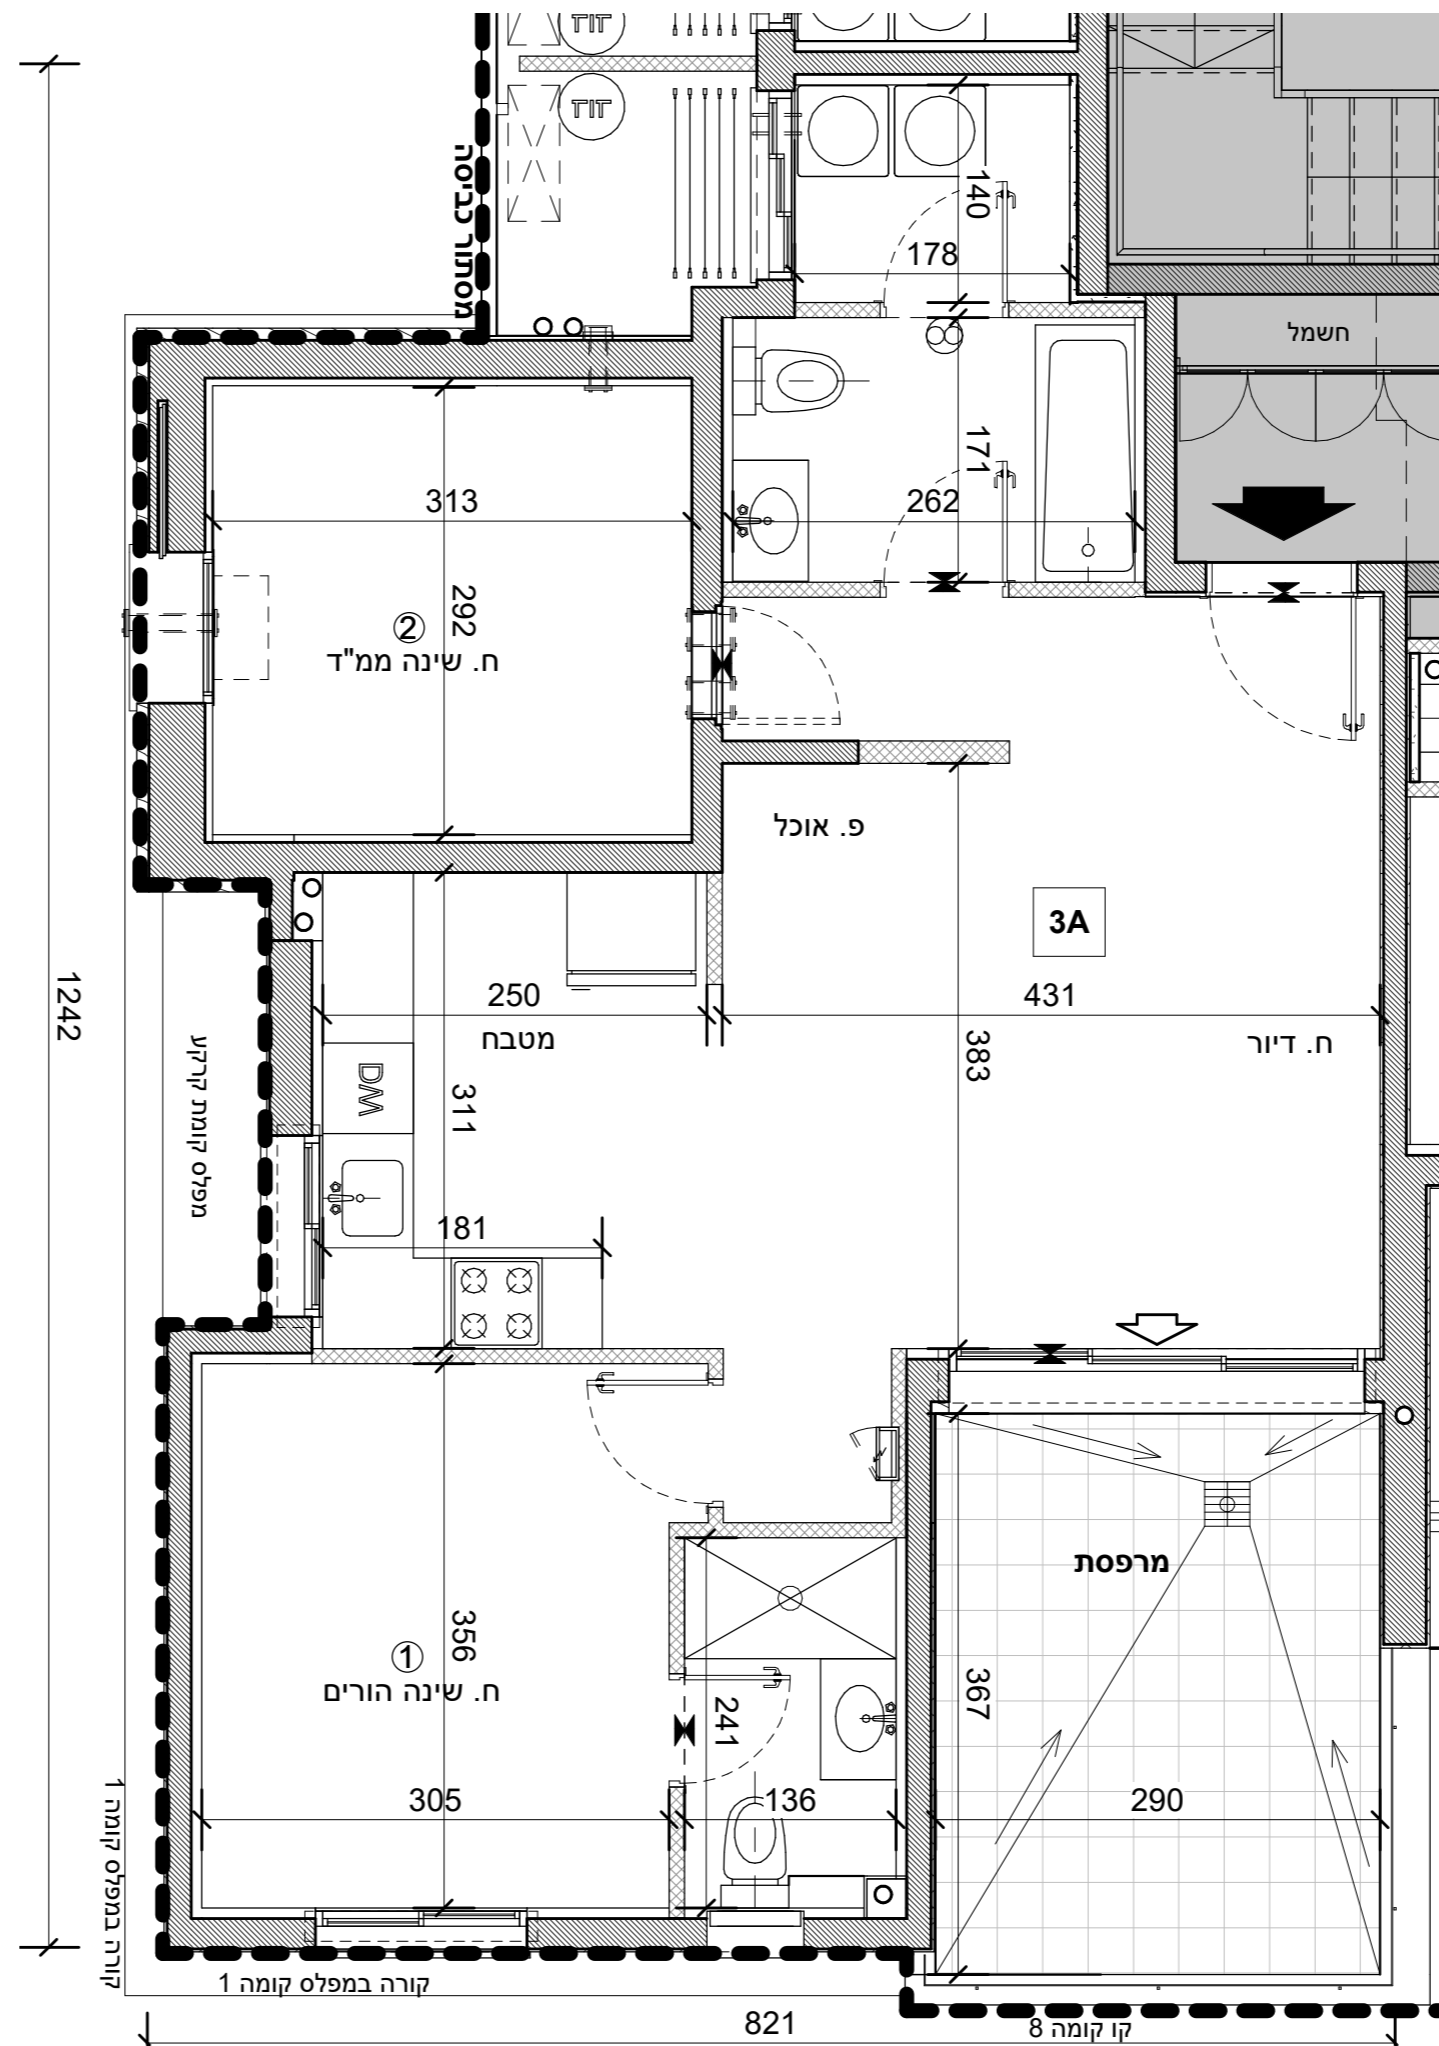 דוד
דוד
מסתור כביסה
140
178
חשמל
171
262
313
292
2
ח. שינה ממ"ד
פ. אוכל
3A
250
431
מטבח
ח. דיור
383
311
DW
181
1242
מפלס קומת קרקע
356
1
ח. שינה הורים
241
305
136
מרפסת
367
290
קורה במפלס קומה 1
קורה במפלס קומה 1
821
קו קומה 8